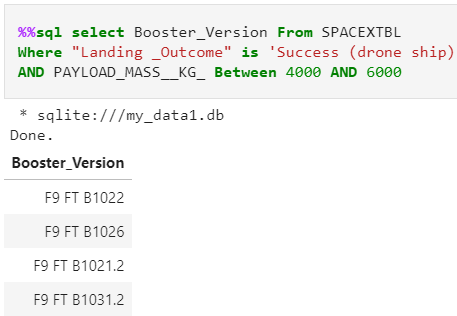 %%sql select Booster_Version From SPACEXTBL
Where "Landing _Outcome" is 'Success (drone ship)
AND PAYLOAD_MASS__KG_ Between 4000 AND 6000
* sqlite:///my_data1.db
Done.
Booster_Version
F9 FT B1022
F9 FT B1026
F9 FT B1021.2
F9 FT B1031.2